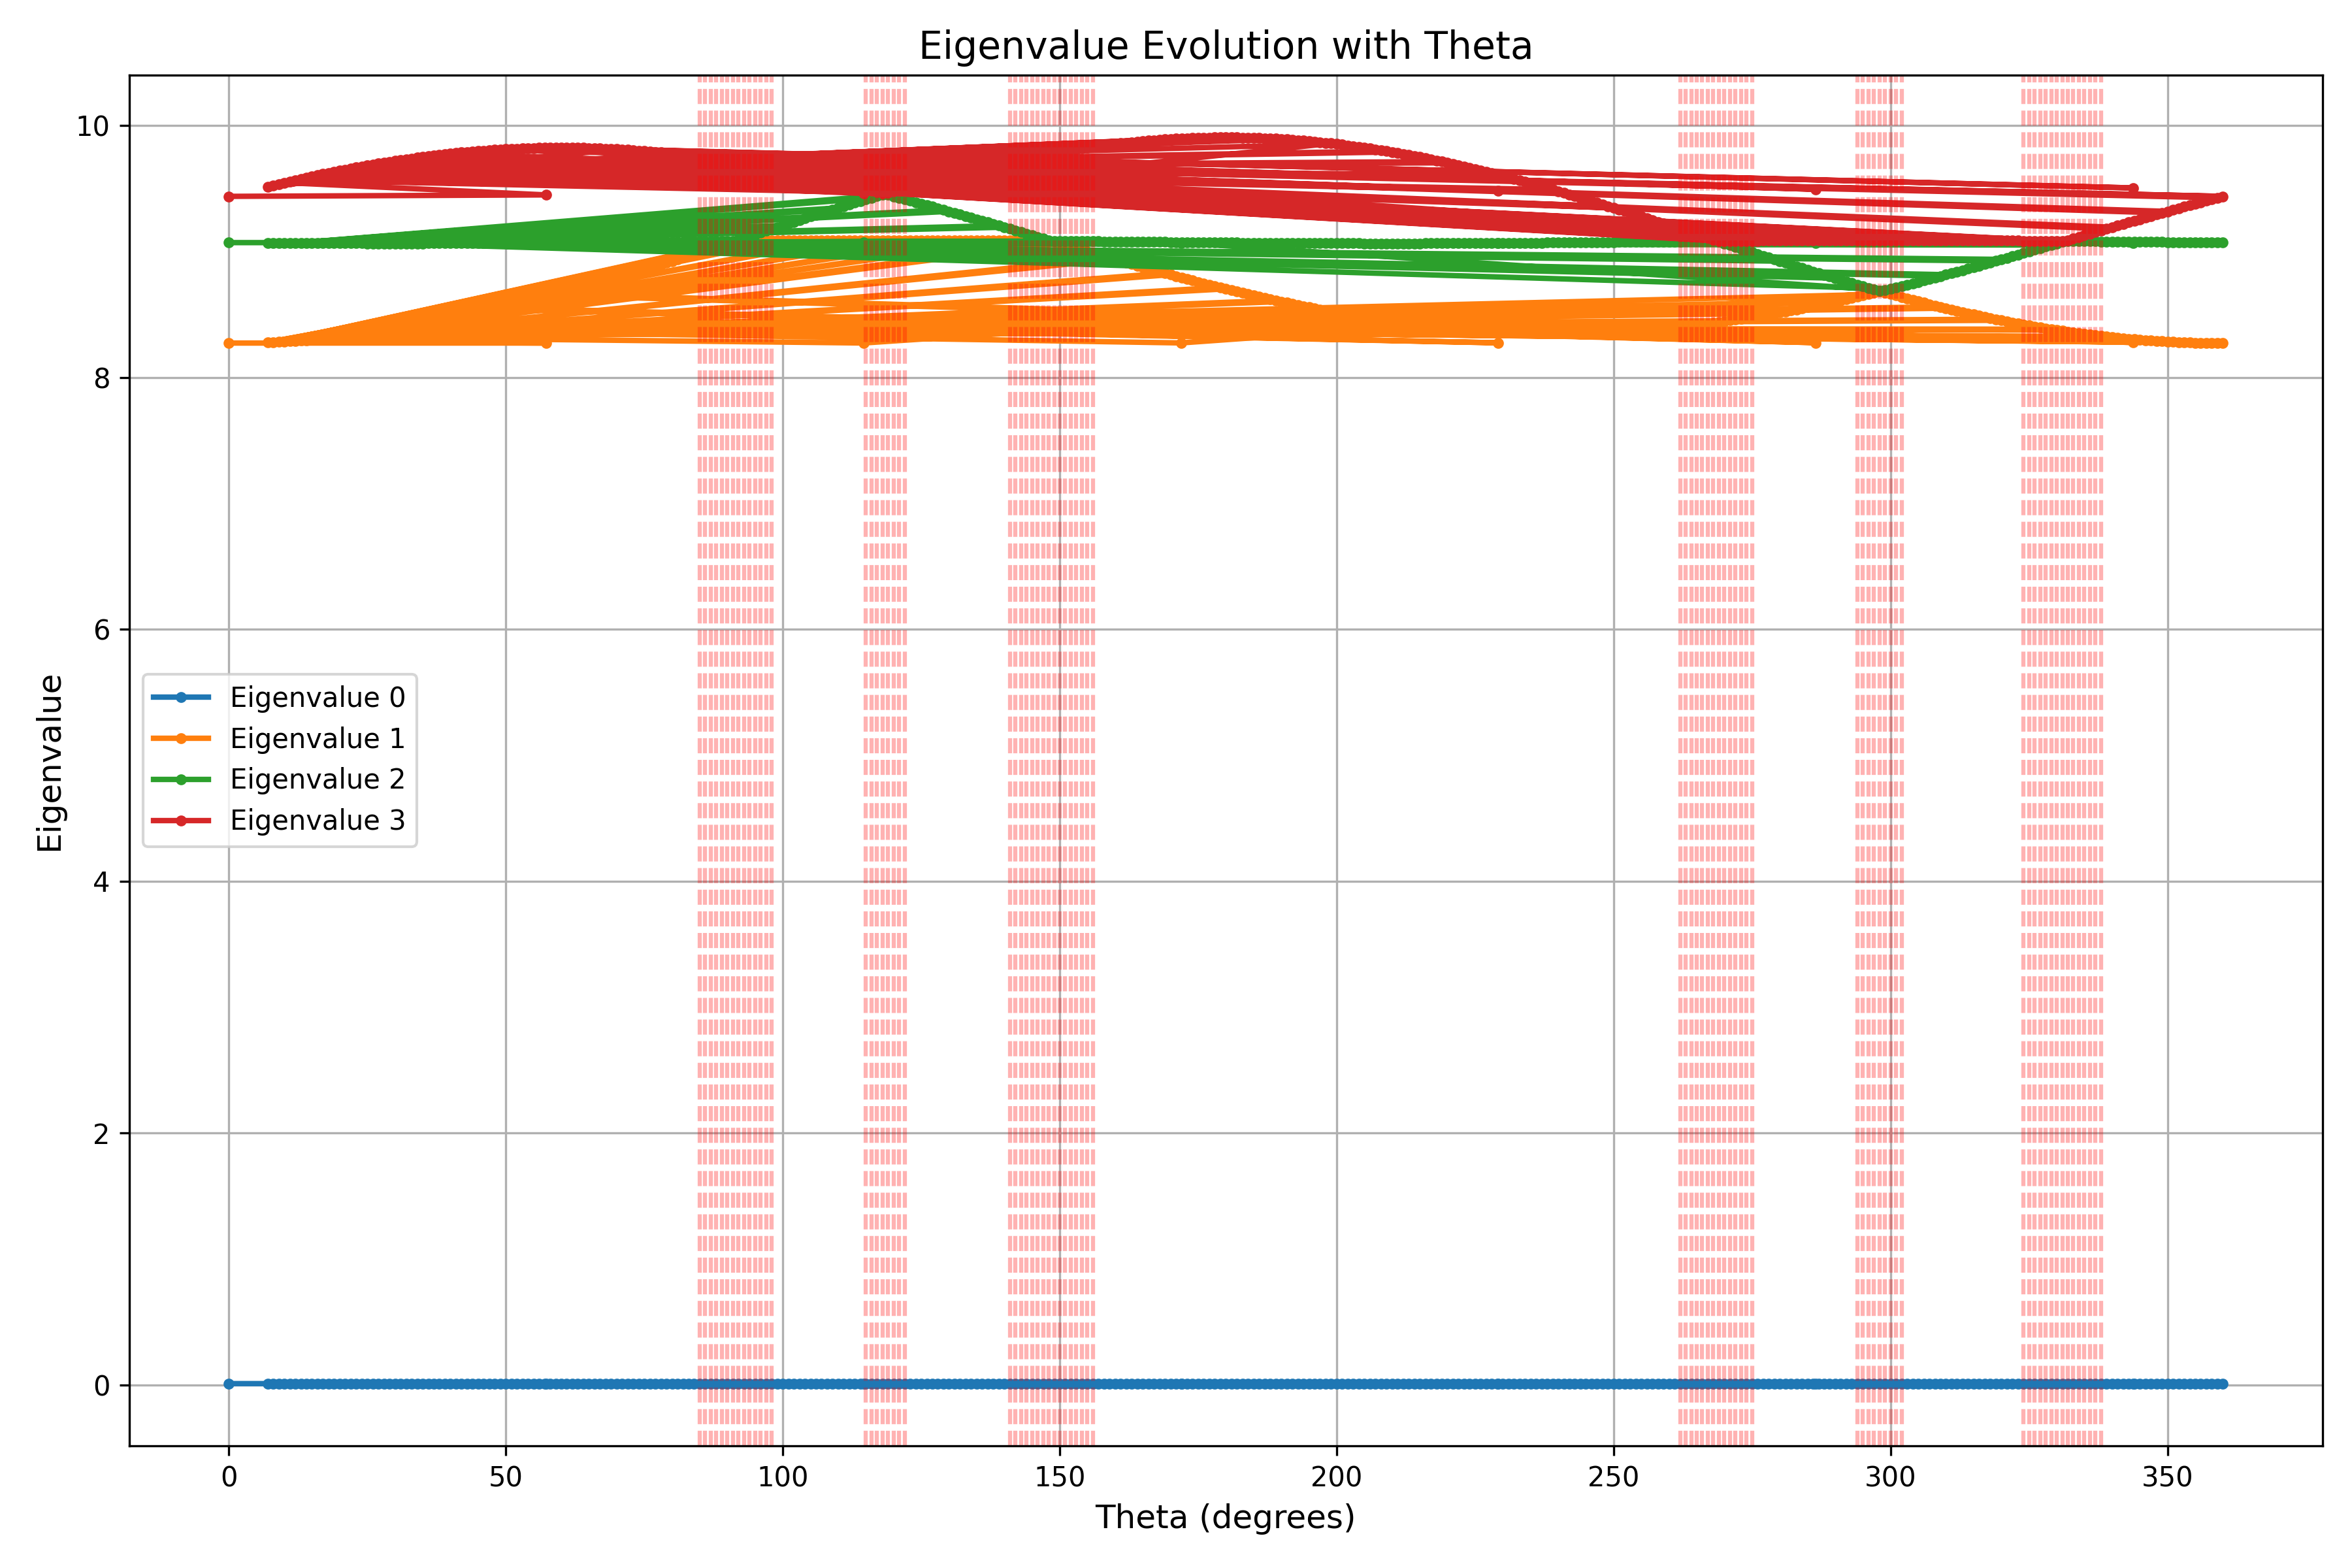 Eigenvalue Evolution with Theta
10
8
6
4
2
0
Eigenvalue
Eigenvalue 0
Eigenvalue 1
Eigenvalue 2
Eigenvalue 3
0 50 100 150 200 250 300 350
Theta (degrees)